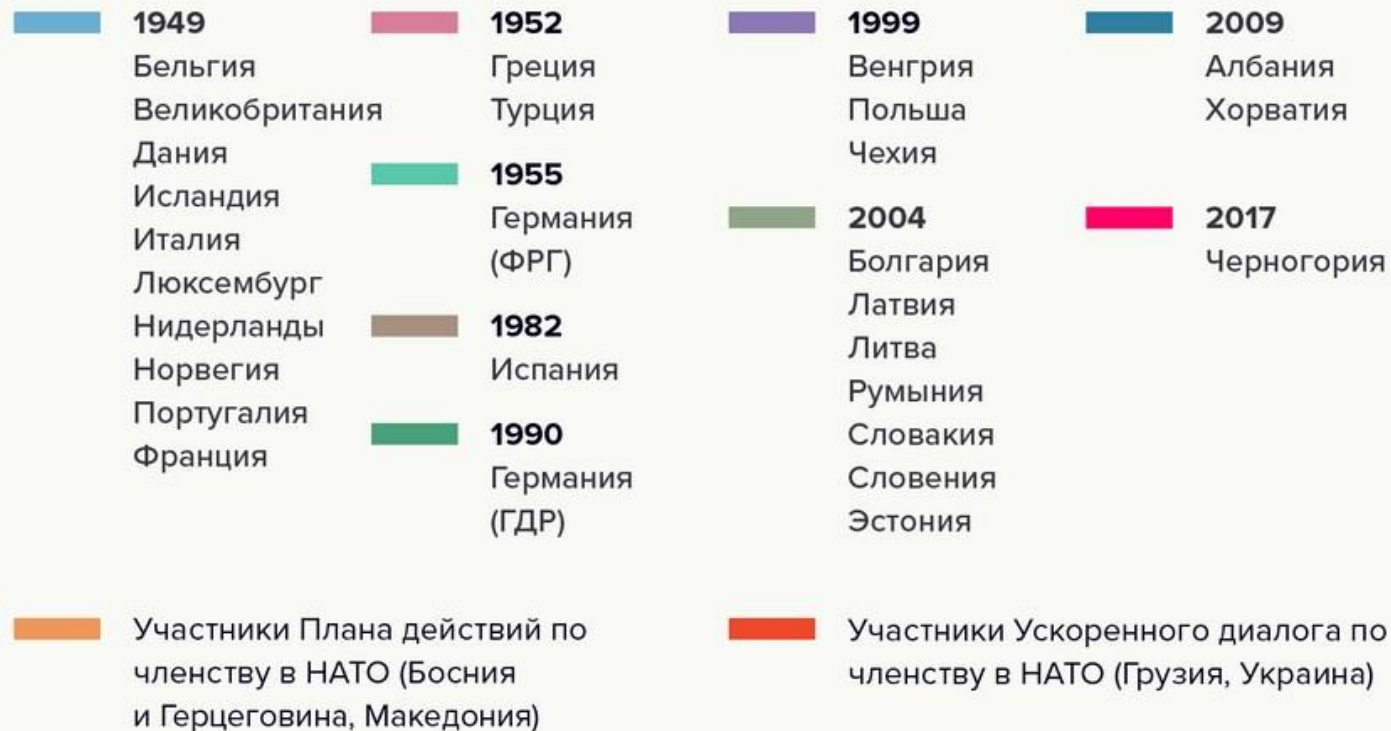 1949
Бельгия
Великобритания
Дания
Исландия
Италия
Люксембург
Нидерланды
Норвегия
Португалия
Франция
1952
Греция
Турция
1955
Германия
(ФРГ)
1982
Испания
1990
Германия
(ГДР)
1999
Венгрия
Польша
Чехия
2004
Болгария
Латвия
Литва
Румыния
Словакия
Словения
Эстония
2009
Албания
Хорватия
2017
Черногория
Участники Плана действий по
членству в НАТО (Босния
и Герцеговина, Македония)
Участники Ускоренного диалога по
членству в НАТО (Грузия, Украина)